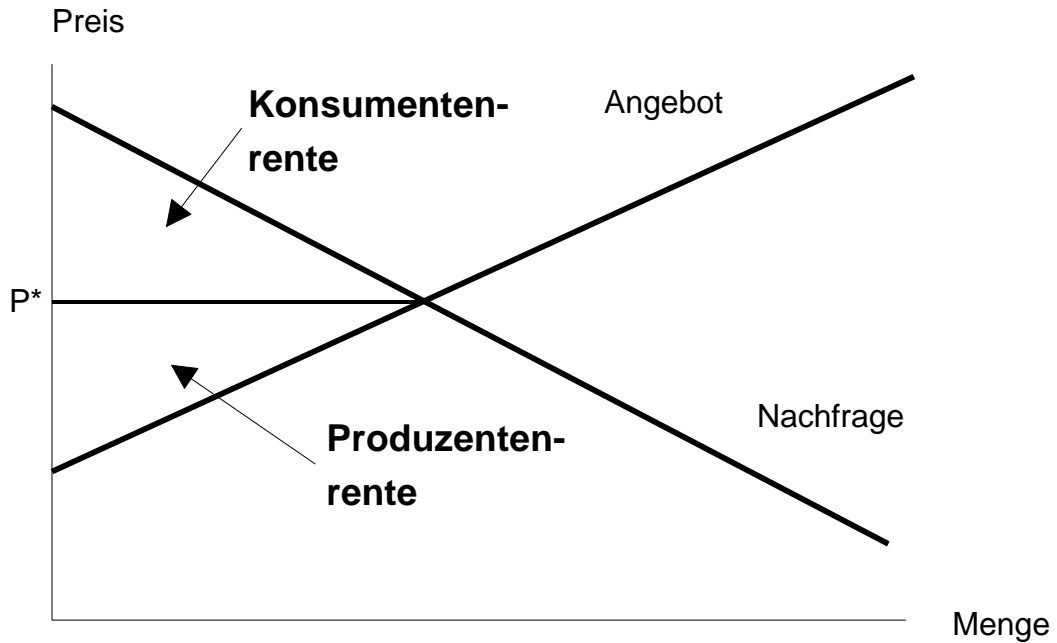 Preis
Konsumenten-
rente
Angebot
P*
Nachfrage
Produzenten-
rente
Menge